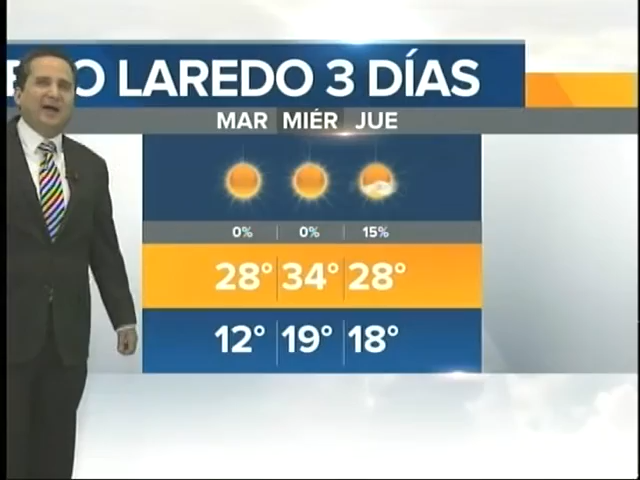 O LAREDO 3 DÍAS
MAR MIÉR JUE
0% 0% 15%
28° 34° 28°
12° 19° 18°